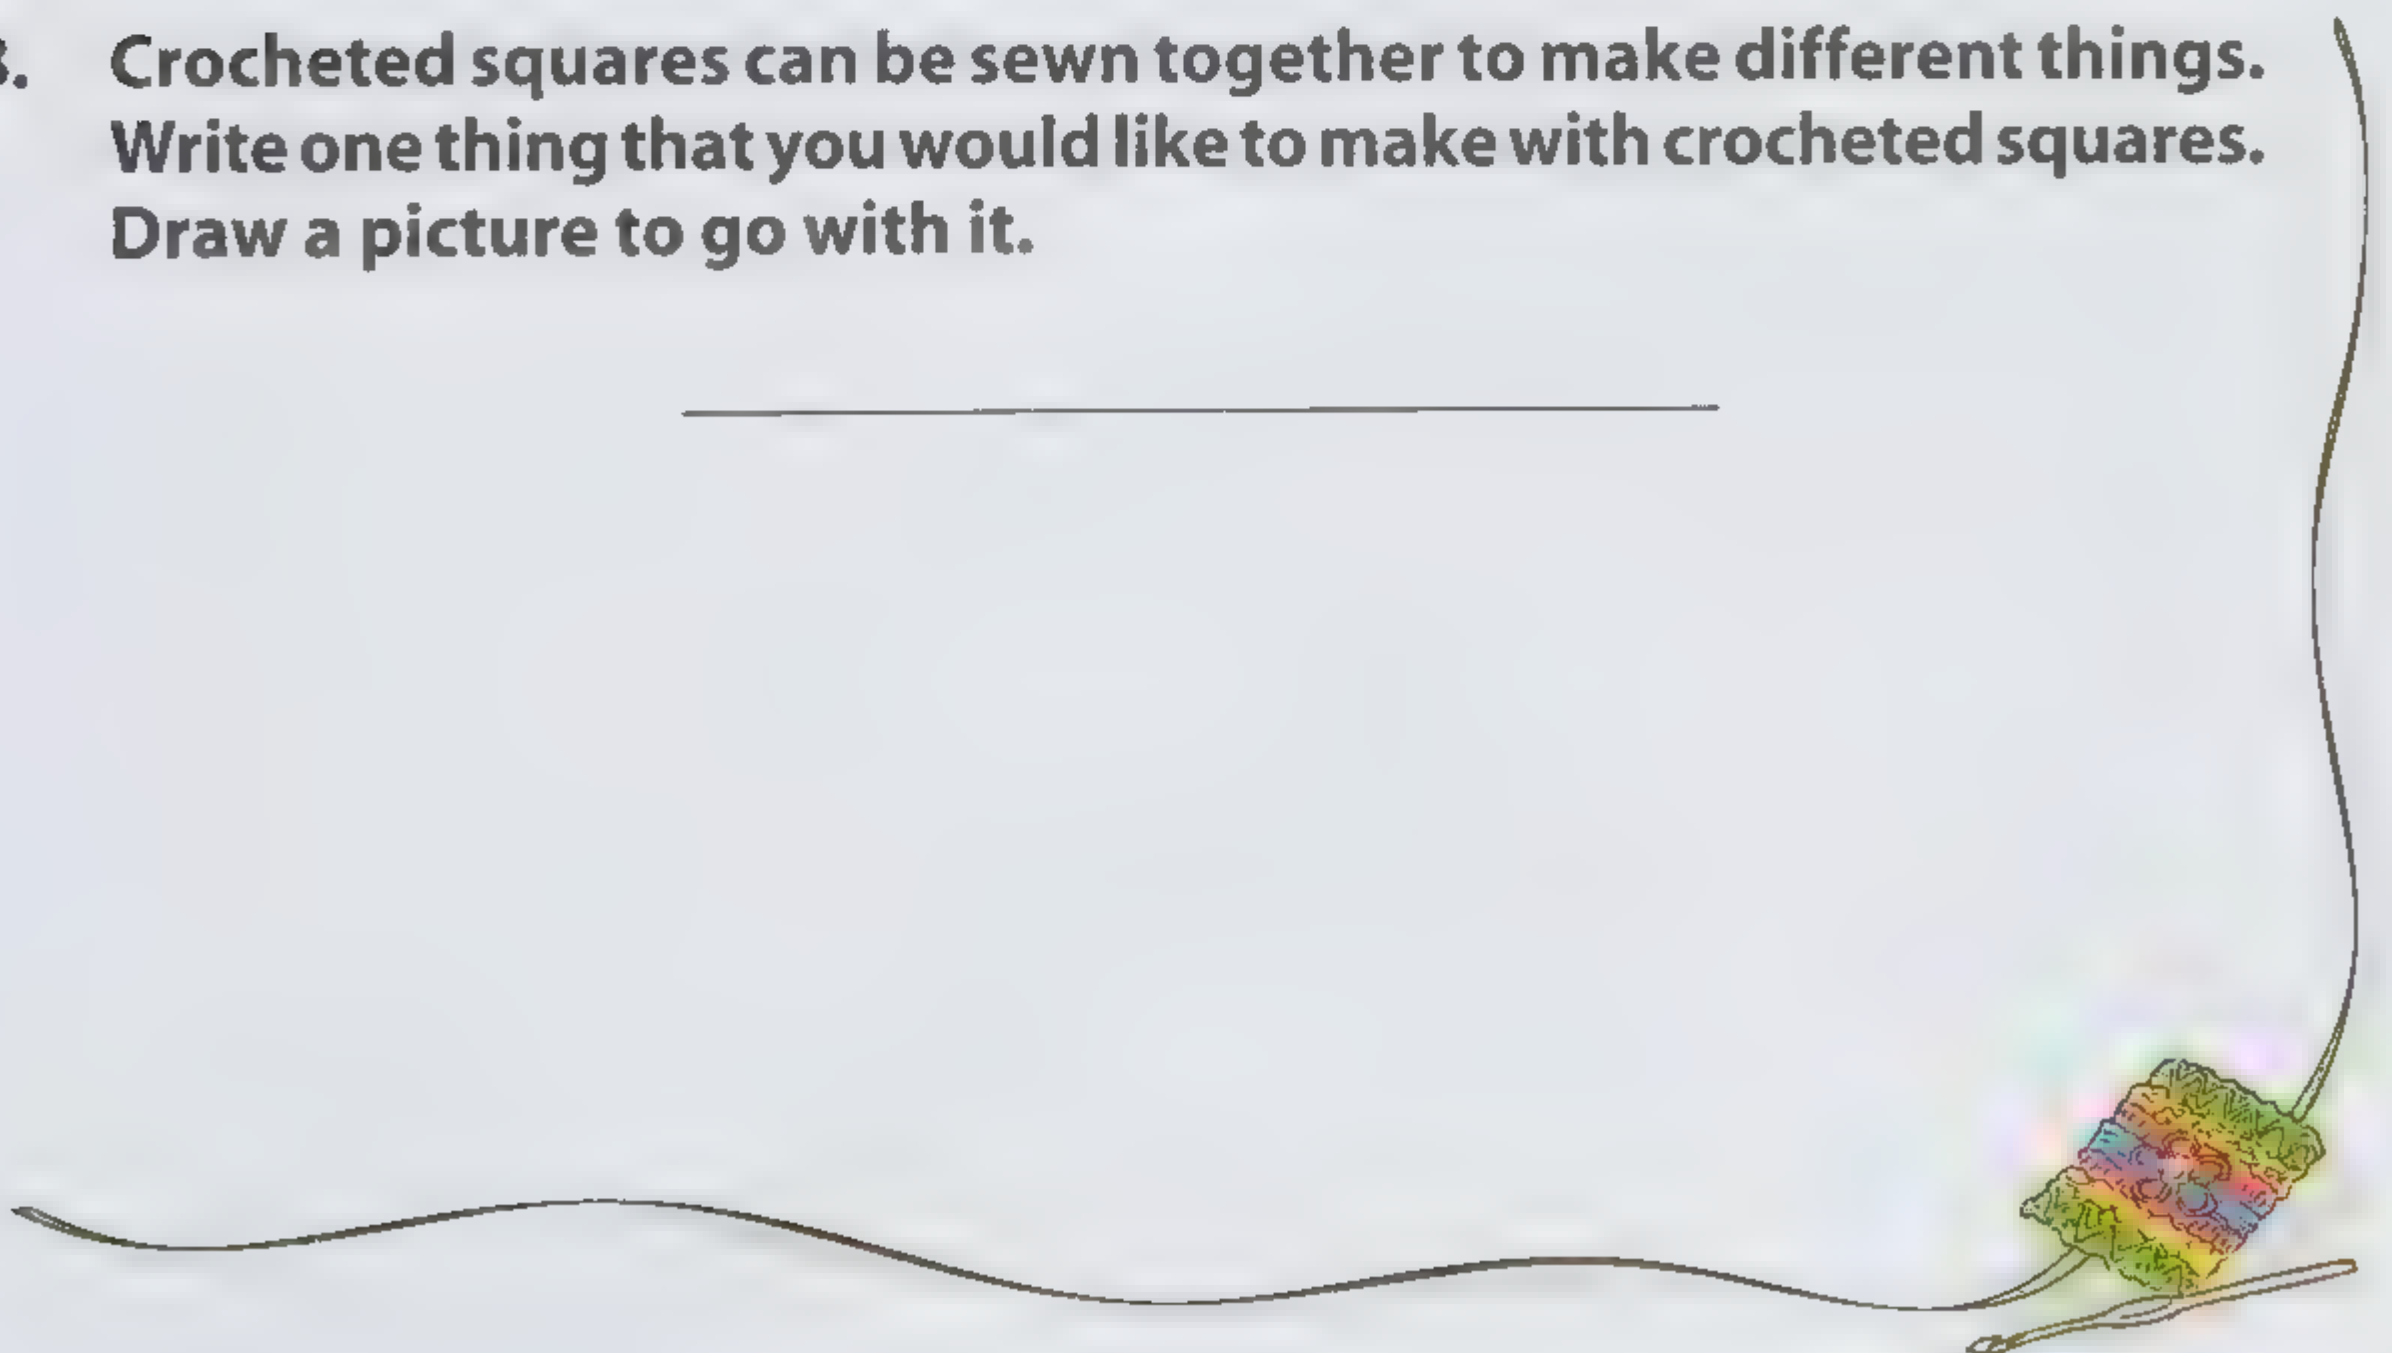 3. Crocheted squares can be sewn together to make different things.
Write one thing that you would like to make with crocheted squares.
Draw a picture to go with it.